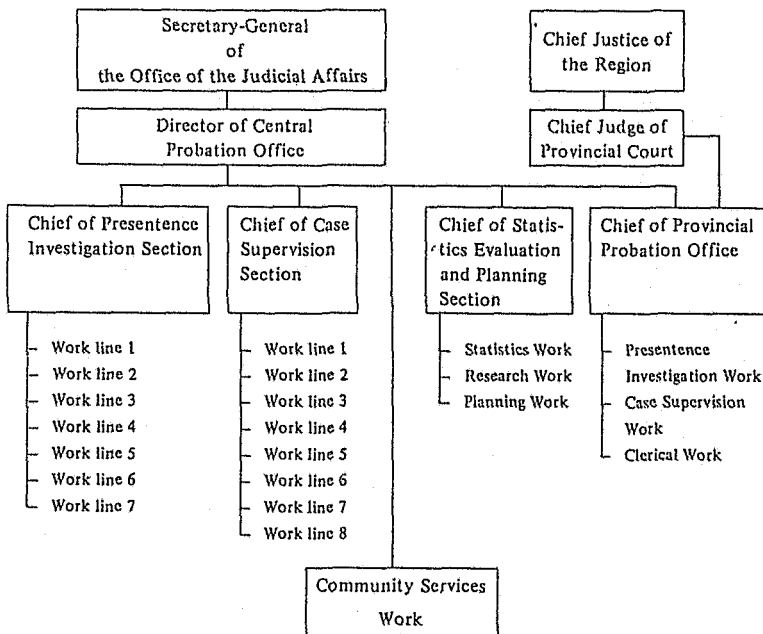 Secretary-General
of
the Office of the Judicial Affairs
Chief Justice of
the Region
Director of Central
Probation Office
Chief Judge of
Provincial Court
Chief of Presentence
Investigation Section
Chief of Case
Supervision
Section
Chief of Statis-
tics Evaluation
and Planning
Section
Chief of Provincial
Probation Office
Work line 1
Work line 2
Work line 3
Work line 4
Work line 5
Work line 6
Work line 7
Work line 1
Work line 2
Work line 3
Work line 4
Work line 5
Work line 6
Work line 7
Work line 8
Statistics Work
Research Work
Planning Work
Presentence
Investigation Work
Case Supervision
Work
Clerical Work
Community Services
Work